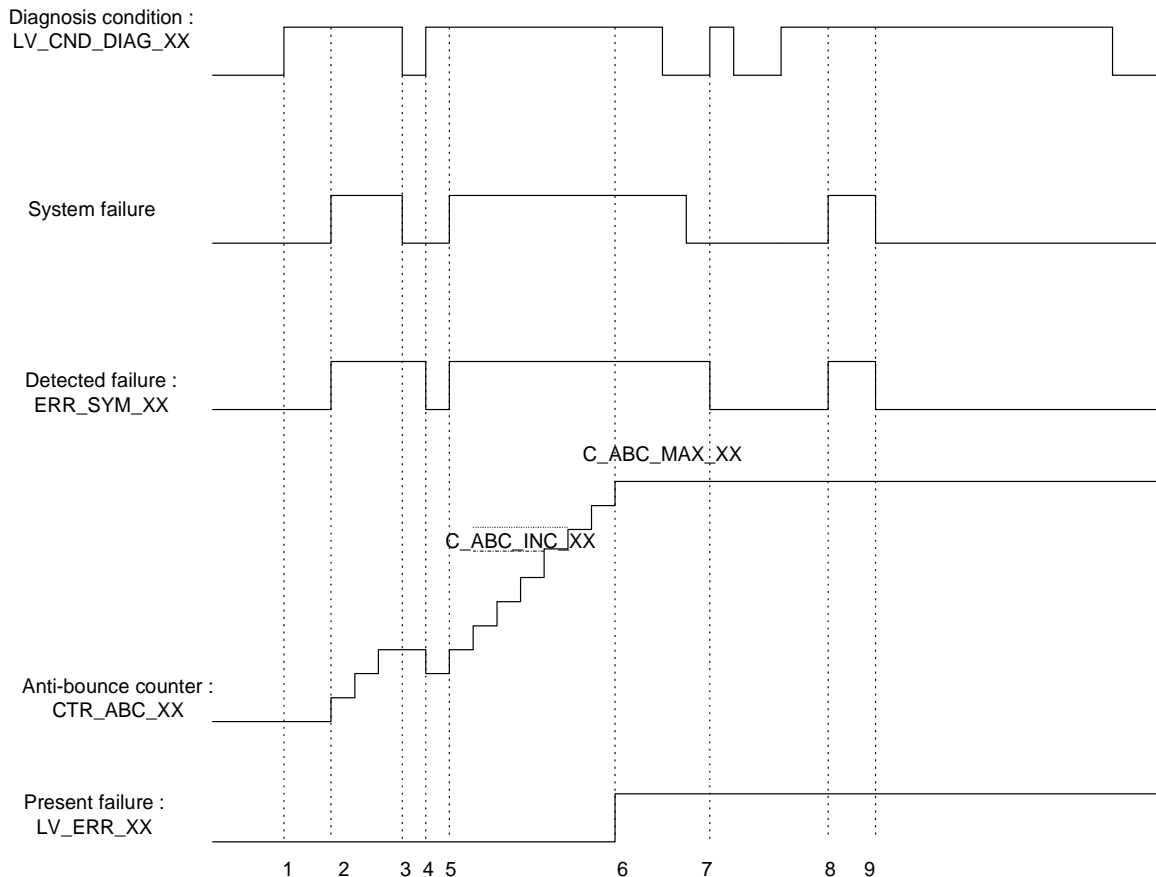 Diagnosis condition :
LV_CND_DIAG_XX
System failure
Detected failure :
ERR_SYM_XX
C_ABC_MAX_XX
C_ABC_INC_XX
Anti-bounce counter :
CTR_ABC_XX
Present failure :
LV_ERR_XX
1 2 3 4 5 6 7 8 9